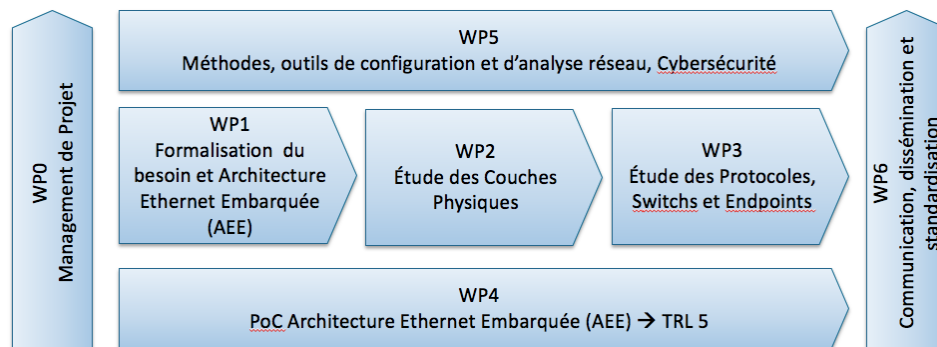 WP0
Management de Projet
WP5
Méthodes, outils de configuration et d'analyse réseau, Cybersécurité
WP1
Formalisation du
besoin et Architecture
Ethernet Embarquée
(AEE)
WP2
Étude des Couches
Physiques
WP3
Étude des Protocoles,
Switchs et Endpoints
WP4
PoC Architecture Ethernet Embarquée (AEE) → TRL 5
WP6
Communication, dissémination et
standardisation